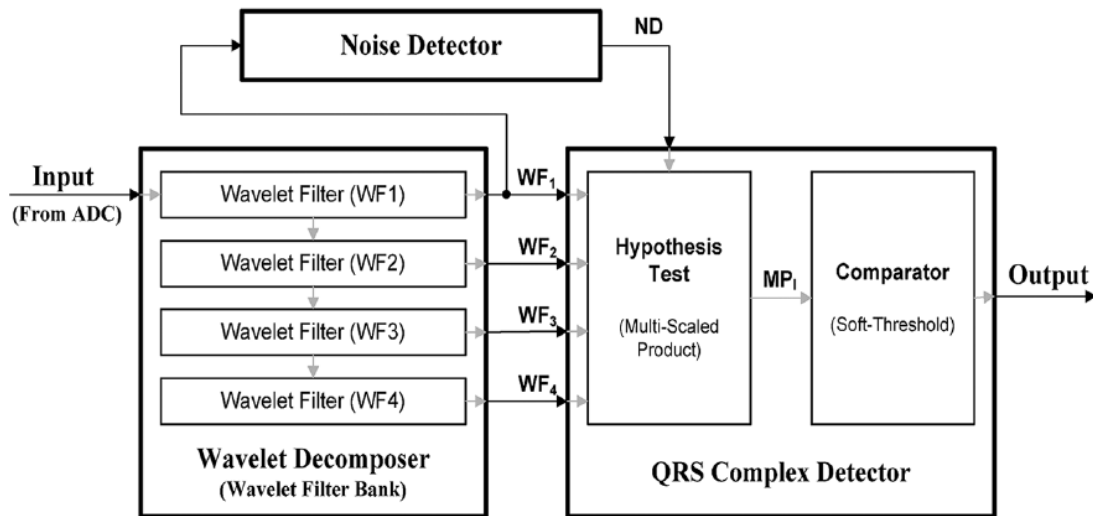 Noise Detector
ND
Input
(From ADC)
Wavelet Filter (WF1)
Wavelet Filter (WF2)
Wavelet Filter (WF3)
Wavelet Filter (WF4)
Wavelet Decomposer
(Wavelet Filter Bank)
WF₁
WF₂
WF₃
WF₄
Hypothesis
Test
(Multi-Scaled
Product)
MPₗ
Comparator
(Soft-Threshold)
QRS Complex Detector
Output